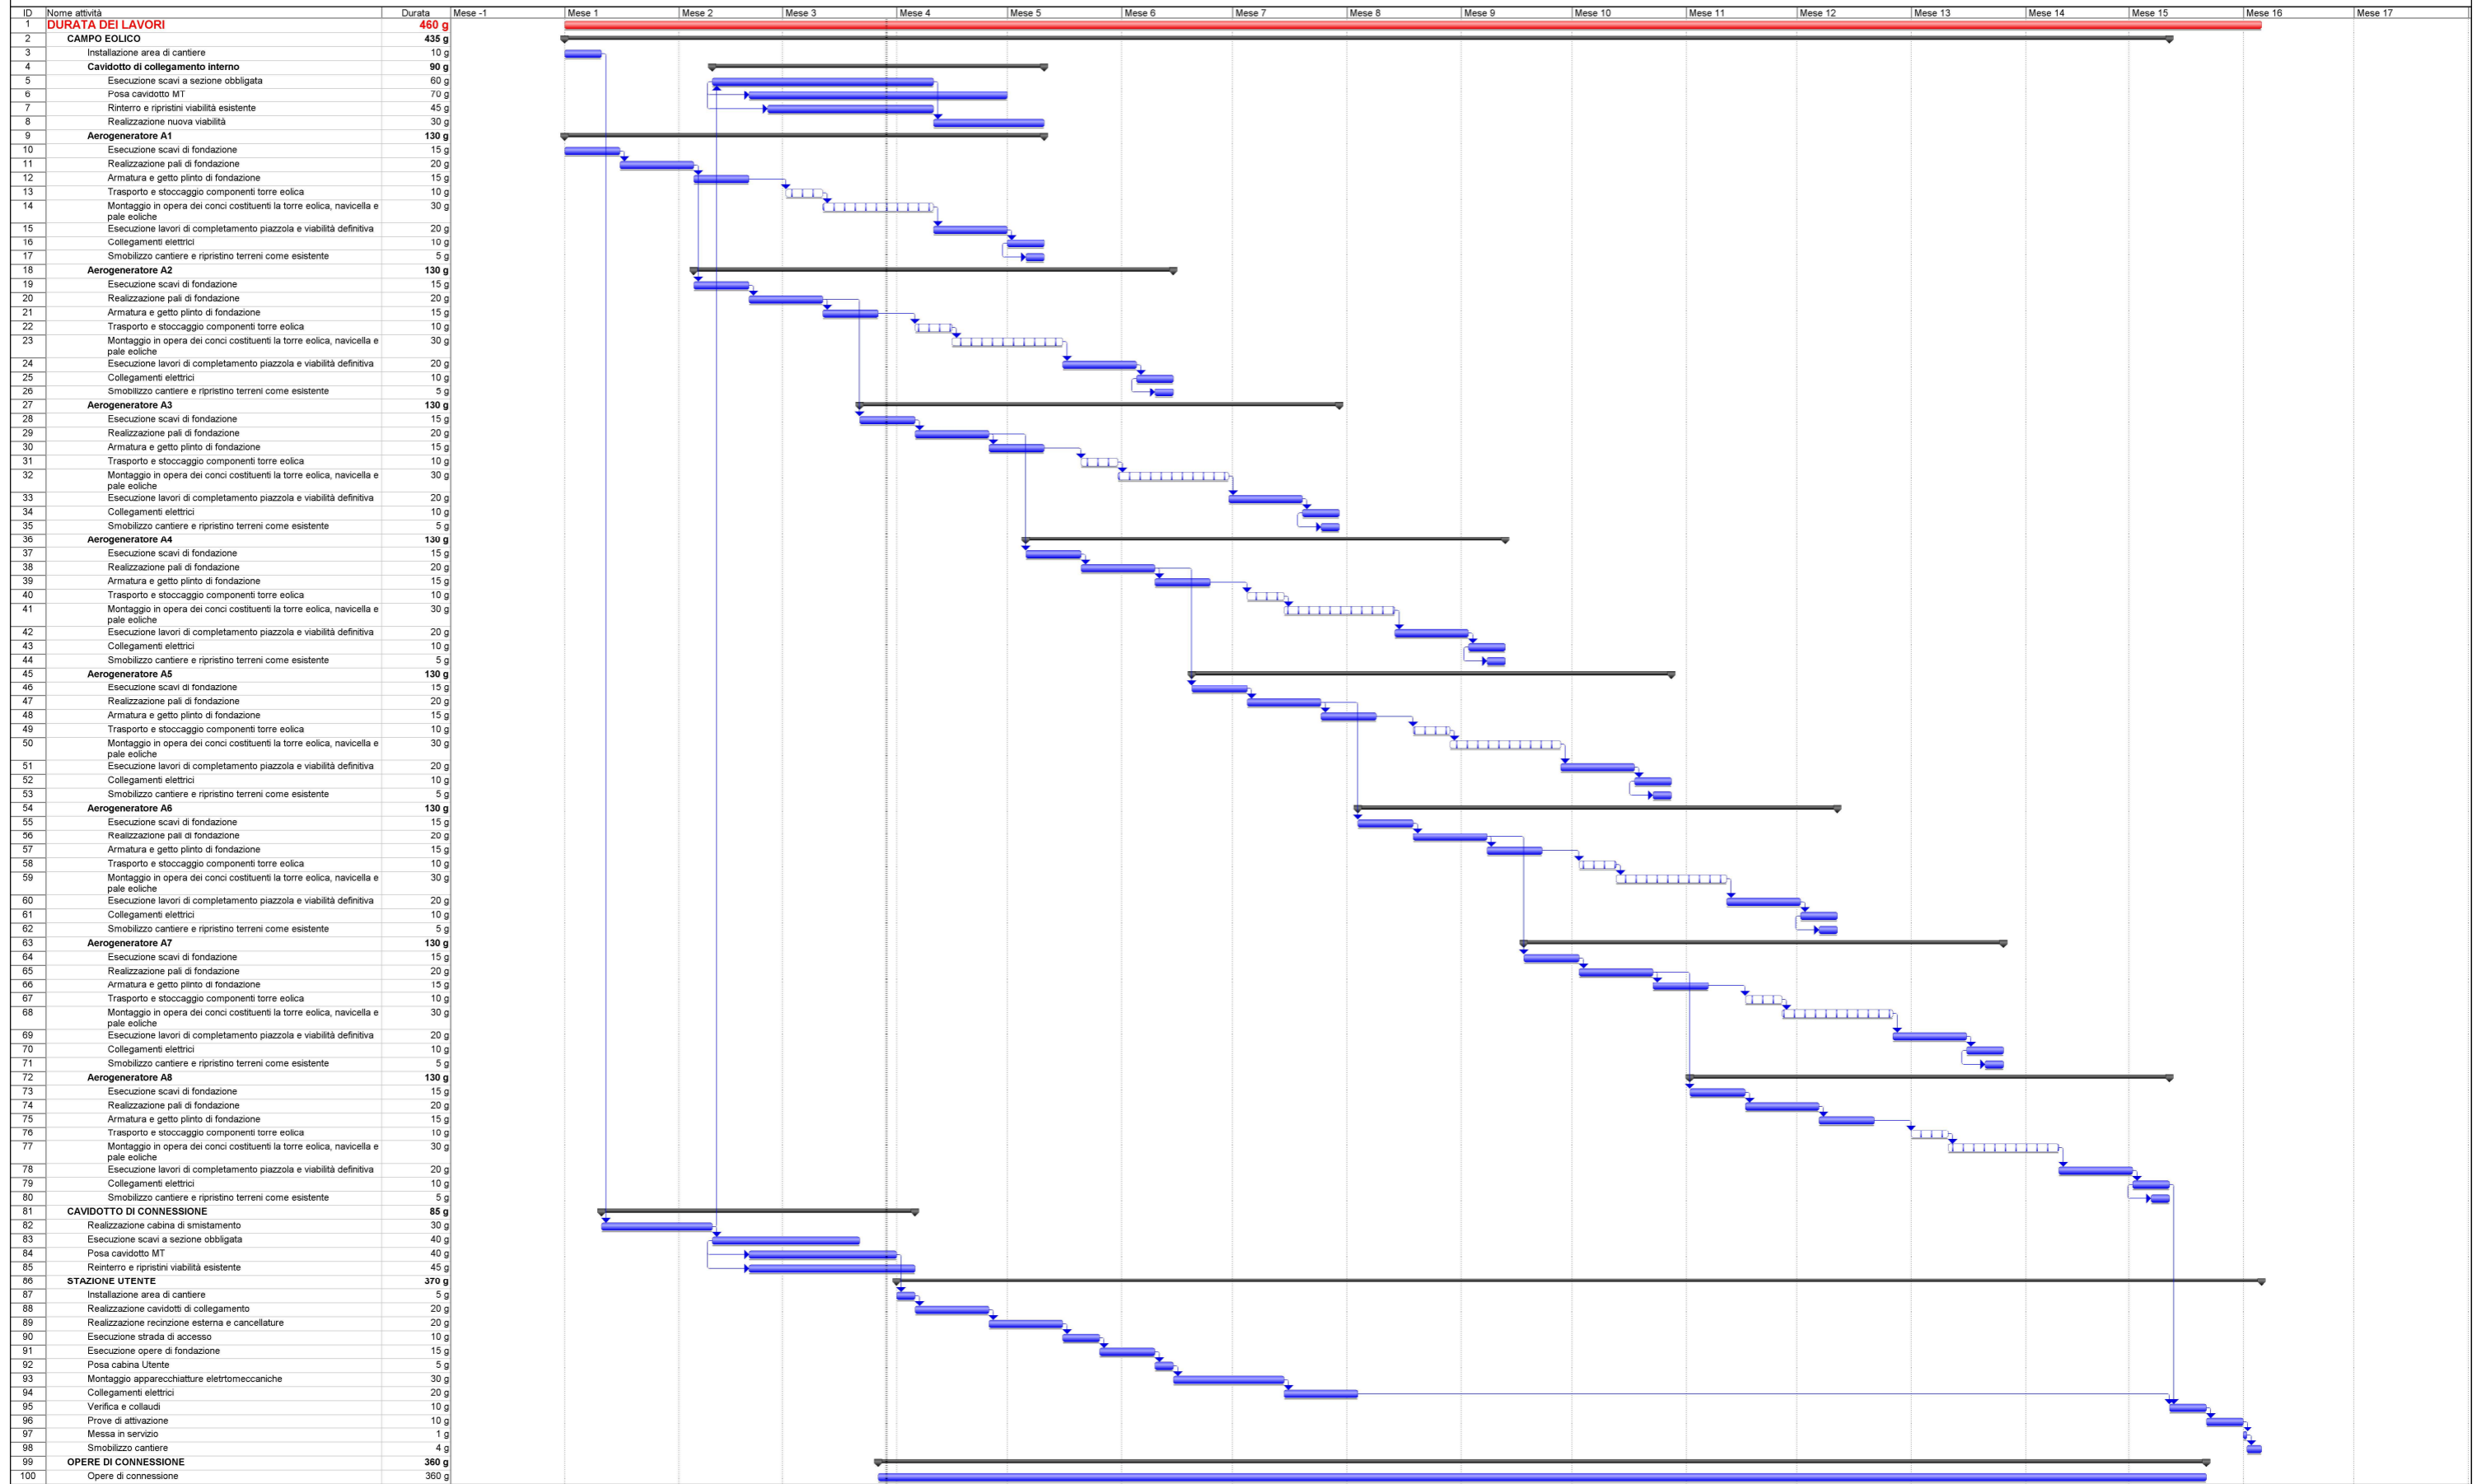 ID Nome attività Durata Mese -1 Mese 1 Mese 2 Mese 3 Mese 4 Mese 5 Mese 6 Mese 7 Mese 8 Mese 9 Mese 10 Mese 11 Mese 12 Mese 13 Mese 14 Mese 15 Mese 16 Mese 17
1 DURATA DEI LAVORI 460 g
2 CAMPO EOLICO 435 g
3 Installazione area di cantiere 10 g
4 Cavidotto di collegamento interno 90 g
5 Esecuzione scavi a sezione obbligata 60 g
6 Posa cavidotto MT 70 g
7 Rinterro e ripristini viabilità esistente 45 g
8 Realizzazione nuova viabilità 30 g
9 Aerogeneratore A1 130 g
10 Esecuzione scavi di fondazione 15 g
11 Realizzazione pali di fondazione 20 g
12 Armatura e getto plinto di fondazione 15 g
13 Trasporto e stoccaggio componenti torre eolica 10 g
14 Montaggio in opera dei conci costituenti la torre eolica, navicella e 30 g
pale eoliche
15 Esecuzione lavori di completamento piazzola e viabilità definitiva 20 g
16 Collegamenti elettrici 10 g
17 Smobilizzo cantiere e ripristino terreni come esistente 5 g
18 Aerogeneratore A2 130 g
19 Esecuzione scavi di fondazione 15 g
20 Realizzazione pali di fondazione 20 g
21 Armatura e getto plinto di fondazione 15 g
22 Trasporto e stoccaggio componenti torre eolica 10 g
23 Montaggio in opera dei conci costituenti la torre eolica, navicella e 30 g
pale eoliche
24 Esecuzione lavori di completamento piazzola e viabilità definitiva 20 g
25 Collegamenti elettrici 10 g
26 Smobilizzo cantiere e ripristino terreni come esistente 5 g
27 Aerogeneratore A3 130 g
28 Esecuzione scavi di fondazione 15 g
29 Realizzazione pali di fondazione 20 g
30 Armatura e getto plinto di fondazione 15 g
31 Trasporto e stoccaggio componenti torre eolica 10 g
32 Montaggio in opera dei conci costituenti la torre eolica, navicella e 30 g
pale eoliche
33 Esecuzione lavori di completamento piazzola e viabilità definitiva 20 g
34 Collegamenti elettrici 10 g
35 Smobilizzo cantiere e ripristino terreni come esistente 5 g
36 Aerogeneratore A4 130 g
37 Esecuzione scavi di fondazione 15 g
38 Realizzazione pali di fondazione 20 g
39 Armatura e getto plinto di fondazione 15 g
40 Trasporto e stoccaggio componenti torre eolica 10 g
41 Montaggio in opera dei conci costituenti la torre eolica, navicella e 30 g
pale eoliche
42 Esecuzione lavori di completamento piazzola e viabilità definitiva 20 g
43 Collegamenti elettrici 10 g
44 Smobilizzo cantiere e ripristino terreni come esistente 5 g
45 Aerogeneratore A5 130 g
46 Esecuzione scavi di fondazione 15 g
47 Realizzazione pali di fondazione 20 g
48 Armatura e getto plinto di fondazione 15 g
49 Trasporto e stoccaggio componenti torre eolica 10 g
50 Montaggio in opera dei conci costituenti la torre eolica, navicella e 30 g
pale eoliche
51 Esecuzione lavori di completamento piazzola e viabilità definitiva 20 g
52 Collegamenti elettrici 10 g
53 Smobilizzo cantiere e ripristino terreni come esistente 5 g
54 Aerogeneratore A6 130 g
55 Esecuzione scavi di fondazione 15 g
56 Realizzazione pali di fondazione 20 g
57 Armatura e getto plinto di fondazione 15 g
58 Trasporto e stoccaggio componenti torre eolica 10 g
59 Montaggio in opera dei conci costituenti la torre eolica, navicella e 30 g
pale eoliche
60 Esecuzione lavori di completamento piazzola e viabilità definitiva 20 g
61 Collegamenti elettrici 10 g
62 Smobilizzo cantiere e ripristino terreni come esistente 5 g
63 Aerogeneratore A7 130 g
64 Esecuzione scavi di fondazione 15 g
65 Realizzazione pali di fondazione 20 g
66 Armatura e getto plinto di fondazione 15 g
67 Trasporto e stoccaggio componenti torre eolica 10 g
68 Montaggio in opera dei conci costituenti la torre eolica, navicella e 30 g
pale eoliche
69 Esecuzione lavori di completamento piazzola e viabilità definitiva 20 g
70 Collegamenti elettrici 10 g
71 Smobilizzo cantiere e ripristino terreni come esistente 5 g
72 Aerogeneratore A8 130 g
73 Esecuzione scavi di fondazione 15 g
74 Realizzazione pali di fondazione 20 g
75 Armatura e getto plinto di fondazione 15 g
76 Trasporto e stoccaggio componenti torre eolica 10 g
77 Montaggio in opera dei conci costituenti la torre eolica, navicella e 30 g
pale eoliche
78 Esecuzione lavori di completamento piazzola e viabilità definitiva 20 g
79 Collegamenti elettrici 10 g
80 Smobilizzo cantiere e ripristino terreni come esistente 5 g
81 CAVIDOTTO DI CONNESSIONE 85 g
82 Realizzazione cabina di smistamento 30 g
83 Esecuzione scavi a sezione obbligata 40 g
84 Posa cavidotto MT 40 g
85 Reinterro e ripristini viabilità esistente 45 g
86 STAZIONE UTENTE 370 g
87 Installazione area di cantiere 5 g
88 Realizzazione cavidotti di collegamento 20 g
89 Realizzazione recinzione esterna e cancellature 20 g
90 Esecuzione strada di accesso 10 g
91 Esecuzione opere di fondazione 15 g
92 Posa cabina Utente 5 g
93 Montaggio apparecchiatture eletrtomeccaniche 30 g
94 Collegamenti elettrici 20 g
95 Verifica e collaudi 10 g
96 Prove di attivazione 10 g
97 Messa in servizio 1 g
98 Smobilizzo cantiere 4 g
99 OPERE DI CONNESSIONE 360 g
100 Opere di connessione 360 g